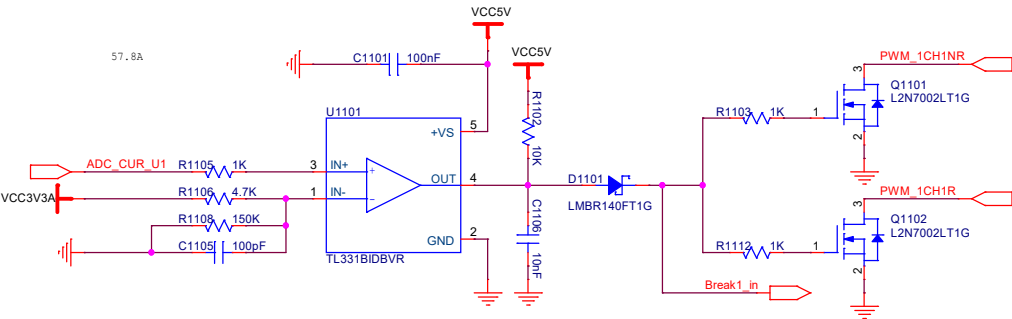 VCC5V
57.8A
C1101 100nF
VCC5V
PWM_1CH1NR
3
Q1101
L2N7002LT1G
R1102
10K
R1103 1K
1
2
U1101
+VS 5
ADC_CUR_U1
R1105 1K
3 IN+
+
VCC3V3A
R1106 4.7K
1 IN-
-
OUT 4
D1101
LMBR140FT1G
PWM_1CH1R
3
Q1102
L2N7002LT1G
R1108 150K
C1105 100pF
C1106
10nF
GND 2
TL331BIDBVR
R1112 1K
1
2
Break1_in